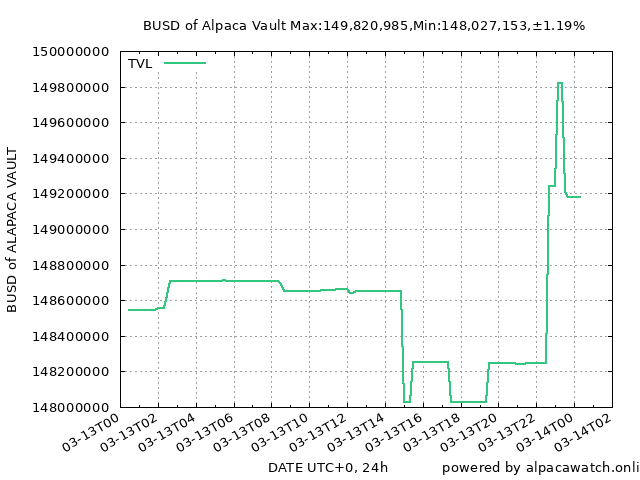 BUSD of Alpaca Vault Max:149,820,985,Min:148,027,153,±1.19%
150000000
149800000
149600000
149400000
149200000
149000000
148800000
148600000
148400000
148200000
148000000
TVL
BUSD of ALAPACA VAULT
03-13T00
03-13T02
03-13T04
03-13T06
03-13T08
03-13T10
03-13T12
03-13T14
03-13T16
03-13T18
03-13T20
03-13T22
03-14T00
03-14T02
DATE UTC+0, 24h
powered by alpacawatch.onli